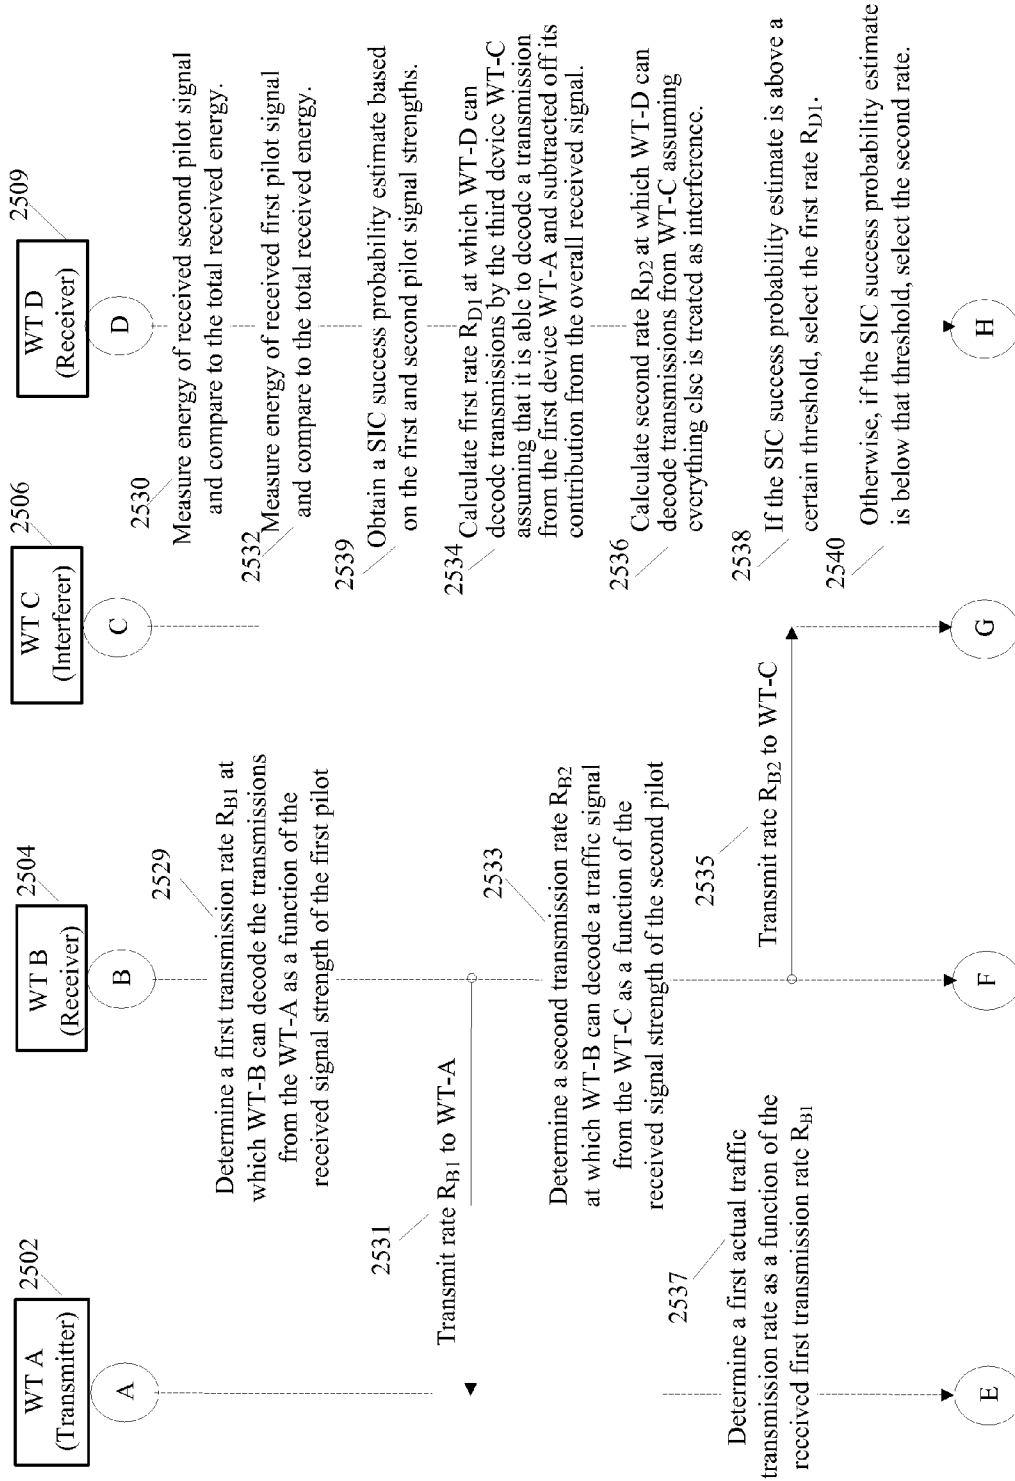 WT A
(Transmitter)
2502
A
WT B
(Receiver)
2504
B
WT C
(Interferer)
2506
C
WT D
(Receiver)
2509
D
2529
Determine a first transmission rate RB1 at
which WT-B can decode the transmissions
from the WT-A as a function of the
received signal strength of the first pilot
2531
Transmit rate RB1 to WT-A
2533
Determine a second transmission rate RB2
at which WT-B can decode a traffic signal
from the WT-C as a function of the
received signal strength of the second pilot
2535
Transmit rate RB2 to WT-C
2537
Determine a first actual traffic
transmission rate as a function of the
received first transmission rate RB1
2530
Measure energy of received second pilot signal
and compare to the total received energy.
2532
Measure energy of received first pilot signal
and compare to the total received energy.
2539
Obtain a SIC success probability estimate based
on the first and second pilot signal strengths.
2534
Calculate first rate RD1 at which WT-D can
decode transmissions by the third device WT-C
assuming that it is able to decode a transmission
from the first device WT-A and subtracted off its
contribution from the overall received signal.
2536
Calculate second rate RD2 at which WT-D can
decode transmissions from WT-C assuming
everything else is treated as interference.
2538
If the SIC success probability estimate is above a
certain threshold, select the first rate RD1.
2540
Otherwise, if the SIC success probability estimate
is below that threshold, select the second rate.
E
F
G
H